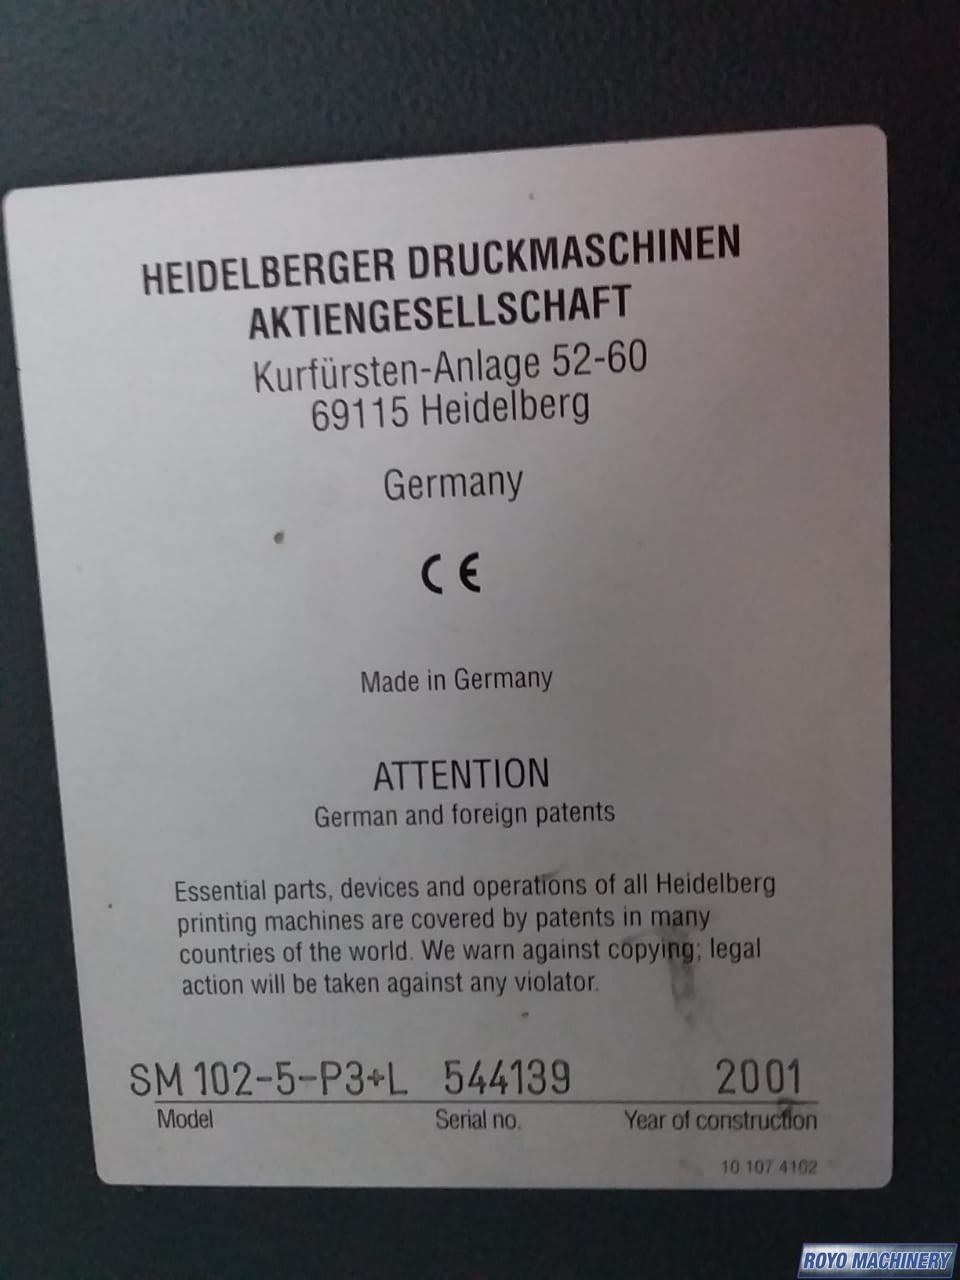 HEIDELBERGER DRUCKMASCHINEN
AKTIENGESELLSCHAFT
Kurfürsten-Anlage 52-60
69115 Heidelberg
Germany
CE
Made in Germany
ATTENTION
German and foreign patents
Essential parts, devices and operations of all Heidelberg
printing machines are covered by patents in many
countries of the world. We warn against copying; legal
action will be taken against any violator.
SM 102-5-P3+L 544139 2001
Model Serial no. Year of construction
10 107 4102
ROYO MACHINERY